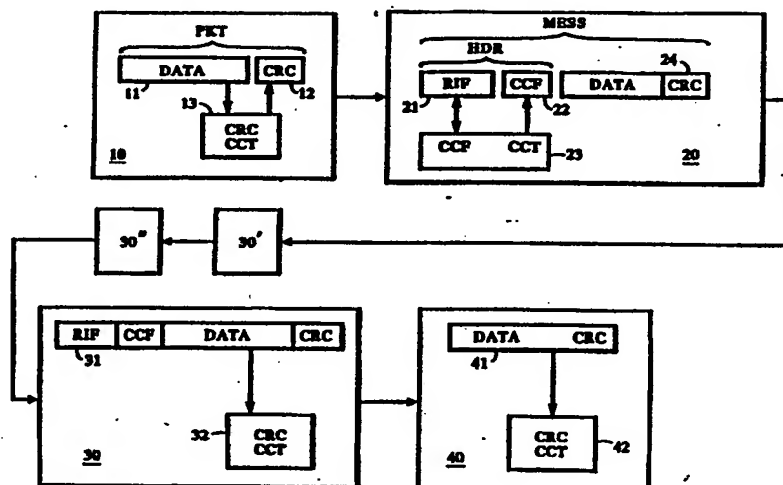 PKT
DATA
CRC
11
13
12
CRC
CCT
10
MESS
HDR
24
RIF
CCF
DATA
CRC
21
22
CCF
CCT
23
20
30"
30'
RIF
CCF
DATA
CRC
31
32
CRC
CCT
30
DATA
CRC
41
CRC
CCT
42
40